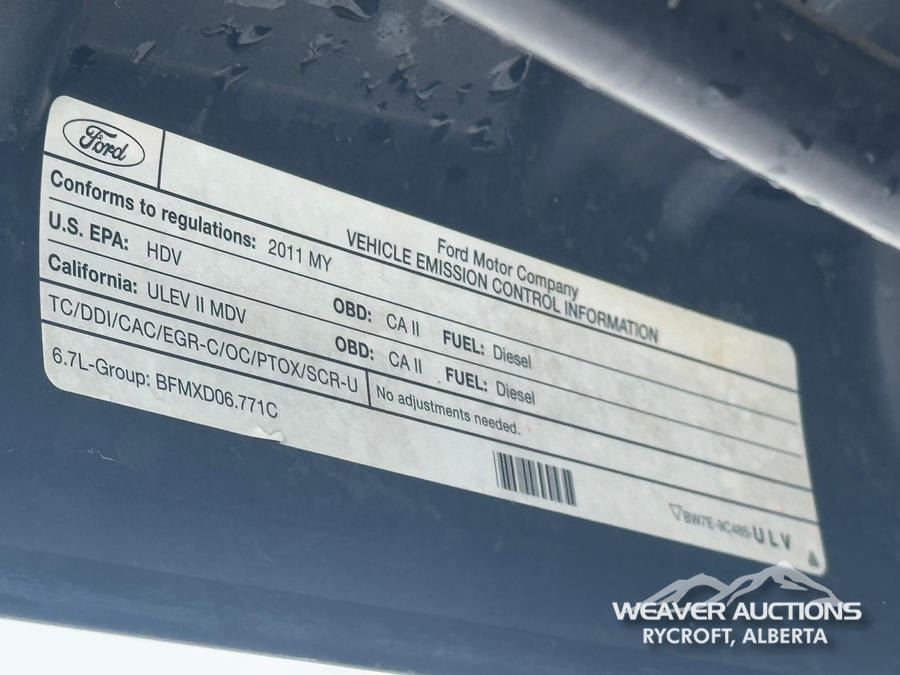 Ford
Ford Motor Company
VEHICLE EMISSION CONTROL INFORMATION
Conforms to regulations: 2011 MY
U.S. EPA: HDV OBD: CA II FUEL: Diesel
California: ULEV II MDV OBD: CA II FUEL: Diesel
TC/DDI/CAC/EGR-C/OC/PTOX/SCR-U No adjustments needed.
6.7L-Group: BFMXD06.771C
BW7E-9C485-ULV
WEAVER AUCTIONS
RYCROFT, ALBERTA